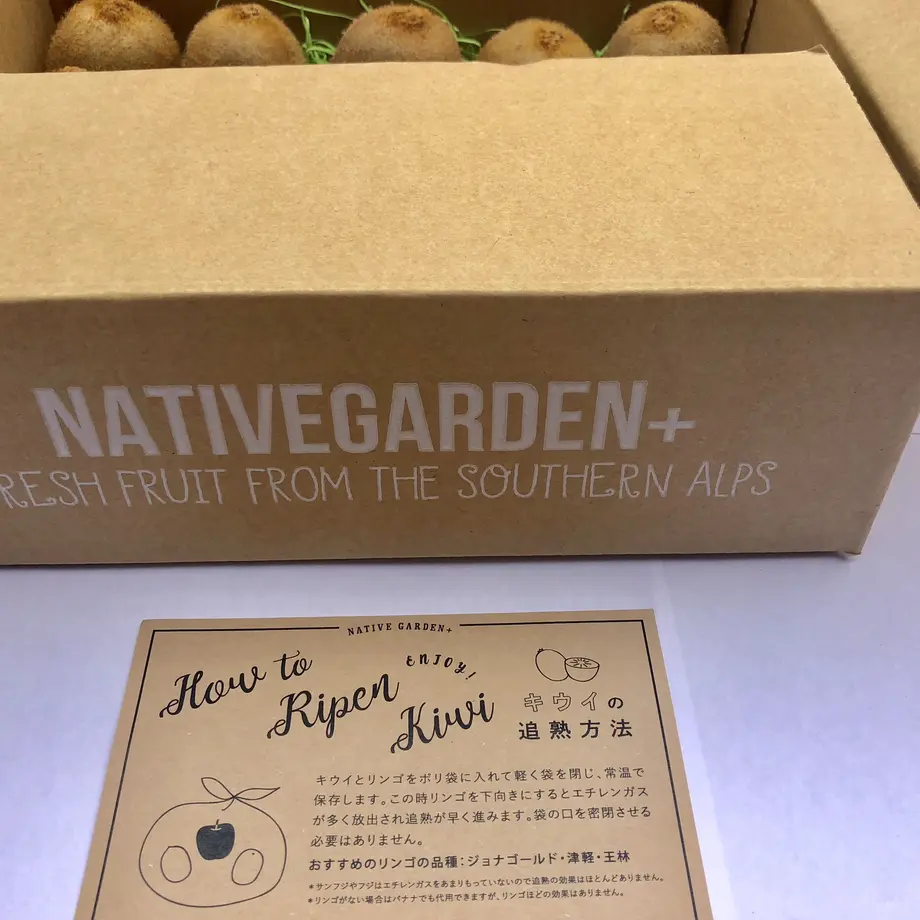 NATIVEGARDEN+
RESH FRUIT FROM THE SOUTHERN ALPS
NATIVE GARDEN+
How to
Ripen
Kiwi
ENJOY!
キウイの
追熟方法
キウイとリンゴをポリ袋に入れて軽く袋を閉じ、常温で
保存します。この時リンゴを下向きにするとエチレンガス
が多く放出され追熟が早く進みます。袋の口を密閉させる
必要はありません。
おすすめのリンゴの品種:ジョナゴールド・津軽・王林
*サンフジやフジはエチレンガスをあまりもっていないので追熟の効果はほとんどありません。
*リンゴがない場合はバナナでも代用できますが、リンゴほどの効果はありません。